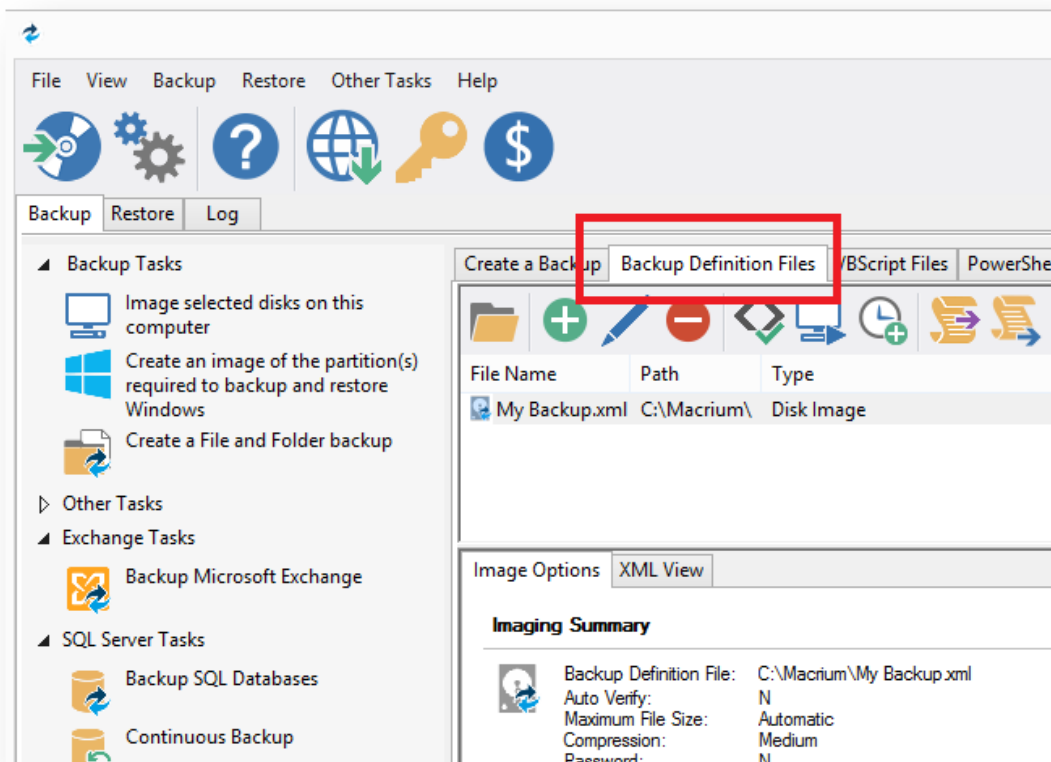 File View Backup Restore Other Tasks Help
Backup Restore Log
Backup Tasks
Image selected disks on this
computer
Create an image of the partition(s)
required to backup and restore
Windows
Create a File and Folder backup
Other Tasks
Exchange Tasks
Backup Microsoft Exchange
SQL Server Tasks
Backup SQL Databases
Continuous Backup
Create a Backup Backup Definition Files VBScript Files PowerShe
File Name Path Type
My Backup.xml C:\Macrium\ Disk Image
Image Options XML View
Imaging Summary
Backup Definition File: C:\Macrium\My Backup.xml
Auto Verify: N
Maximum File Size: Automatic
Compression: Medium
Password: N